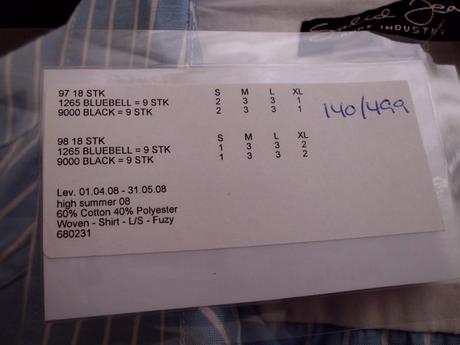 Solid Jea
INDUSTRY
97 18 STK S M L XL
1265 BLUEBELL = 9 STK 2 3 3 1
9000 BLACK = 9 STK 2 3 3 1
140/499
98 18 STK S M L XL
1265 BLUEBELL = 9 STK 1 3 3 2
9000 BLACK = 9 STK 1 3 3 2
Lev. 01.04.08 - 31.05.08
high summer 08
60% Cotton 40% Polyester
Woven - Shirt - L/S - Fuzy
680231